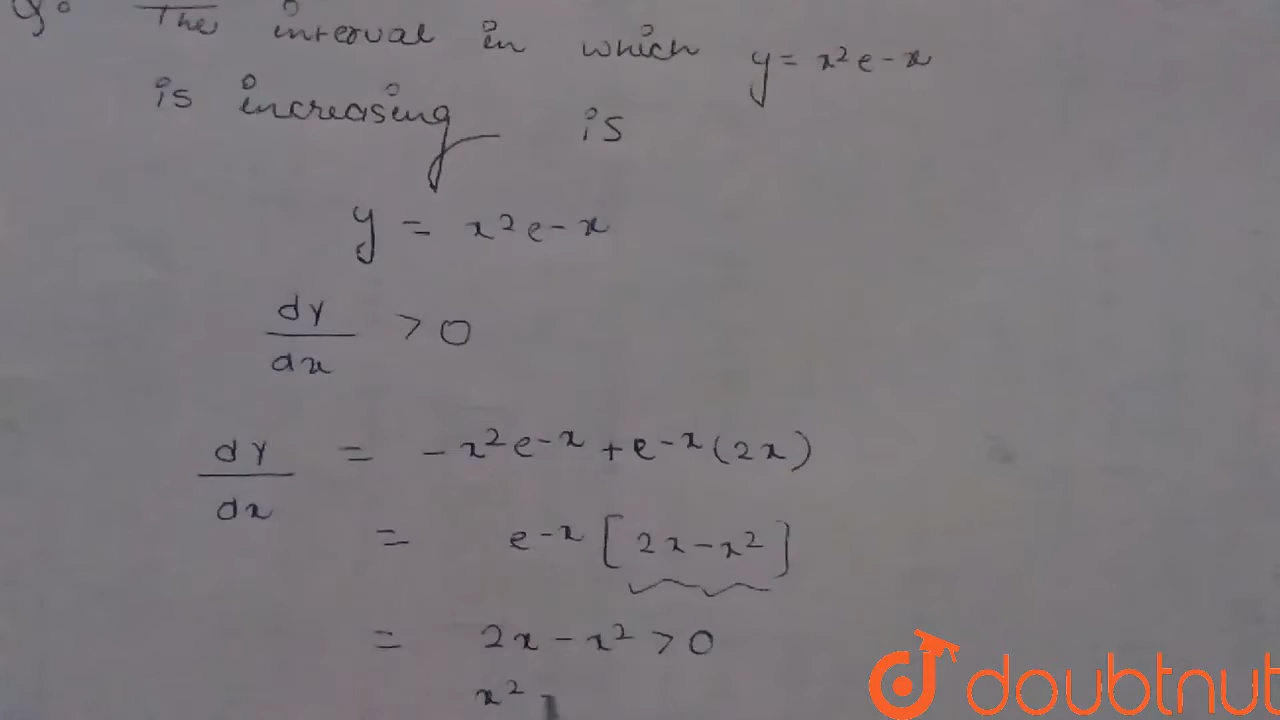 Q. The interval in which y = x²e-x
is increasing is
y = x²e-x
dy
dx
> 0
dy
dx
= - x²e-x + e-x (2x)
= e-x [2x-x²]
= 2x - x² > 0
x²
doubtnut